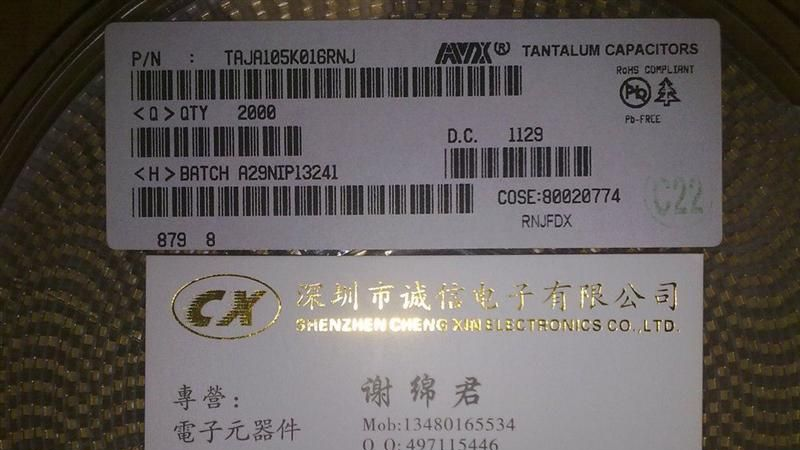 P/N : TAJA105K016RNJ
AVX® TANTALUM CAPACITORS
RoHS COMPLIANT
Pb
Pb-FREE
<Q>QTY 2000
D.C. 1129
<H>BATCH A29NIP13241
COSE:80020774
C22
RNJFDX
879 8
CX
深圳市诚信电子有限公司
SHENZHEN CHENG XIN ELECTRONICS CO.,LTD.
專營:
谢绵君
電子元器件
Mob:13480165534
Q Q: 497115446